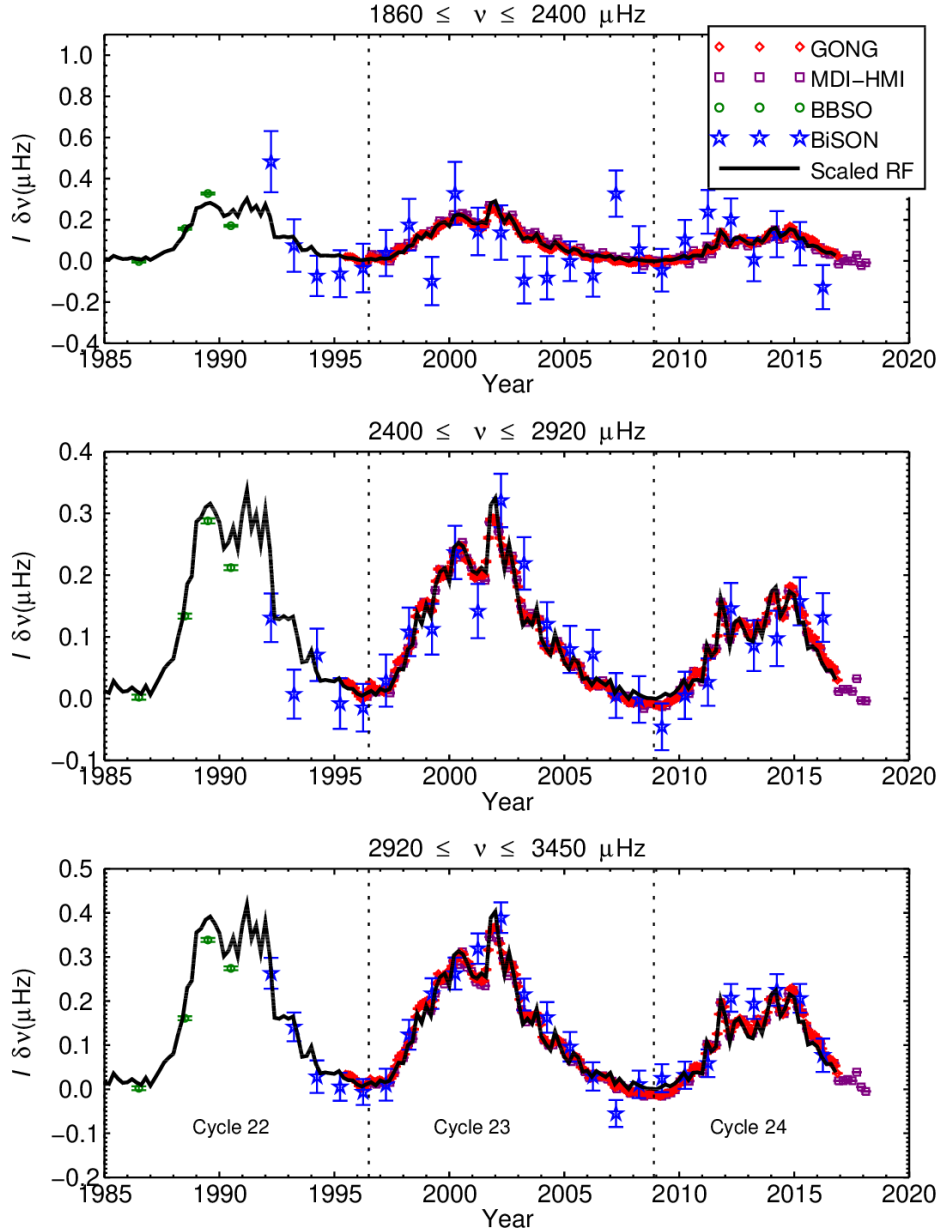 1860 ≤ ν ≤ 2400 μHz
1.0
0.8
0.6
0.4
0.2
0.0
−0.2
−0.4
I δν(μHz)
GONG
MDI−HMI
BBSO
BiSON
Scaled RF
1985 1990 1995 2000 2005 2010 2015 2020
Year
2400 ≤ ν ≤ 2920 μHz
0.4
0.3
0.2
0.1
0.0
−0.1
I δν(μHz)
1985 1990 1995 2000 2005 2010 2015 2020
Year
2920 ≤ ν ≤ 3450 μHz
0.5
0.4
0.3
0.2
0.1
0.0
−0.1
−0.2
I δν(μHz)
Cycle 22 Cycle 23 Cycle 24
1985 1990 1995 2000 2005 2010 2015 2020
Year